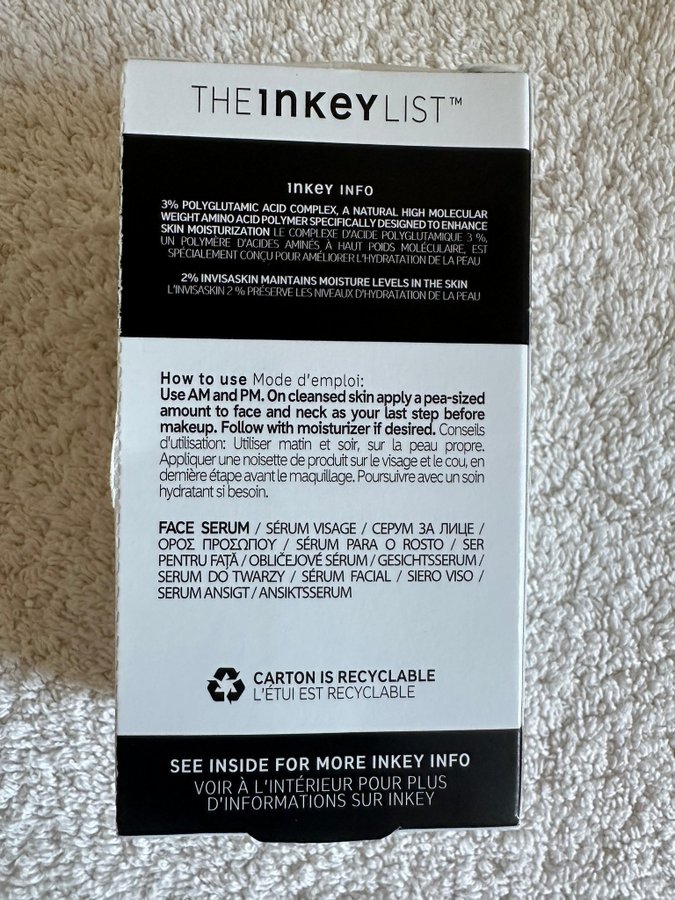 THE INKEY LIST™
INKEY INFO
3% POLYGLUTAMIC ACID COMPLEX, A NATURAL HIGH MOLECULAR
WEIGHT AMINO ACID POLYMER SPECIFICALLY DESIGNED TO ENHANCE
SKIN MOISTURIZATION LE COMPLEXE D'ACIDE POLYGLUTAMIQUE 3 %,
UN POLYMÈRE D'ACIDES AMINÉS À HAUT POIDS MOLÉCULAIRE, EST
SPÉCIALEMENT CONÇU POUR AMÉLIORER L'HYDRATATION DE LA PEAU
2% INVISASKIN MAINTAINS MOISTURE LEVELS IN THE SKIN
L'INVISASKIN 2 % PRÉSERVE LES NIVEAUX D'HYDRATATION DE LA PEAU
How to use Mode d'emploi:
Use AM and PM. On cleansed skin apply a pea-sized
amount to face and neck as your last step before
makeup. Follow with moisturizer if desired. Conseils
d'utilisation: Utiliser matin et soir, sur la peau propre.
Appliquer une noisette de produit sur le visage et le cou, en
dernière étape avant le maquillage. Poursuivre avec un soin
hydratant si besoin.
FACE SERUM / SÉRUM VISAGE / СЕРУМ ЗА ЛИЦЕ /
ΟΡΟΣ ΠΡΟΣΩΠΟΥ / SÉRUM PARA O ROSTO / SER
PENTRU FAȚĂ / OBLIČEJOVÉ SÉRUM / GESICHTSSERUM /
SERUM DO TWARZY / SÉRUM FACIAL / SIERO VISO /
SERUM ANSIGT / ANSIKTSSERUM
CARTON IS RECYCLABLE
L'ÉTUI EST RECYCLABLE
SEE INSIDE FOR MORE INKEY INFO
VOIR À L'INTÉRIEUR POUR PLUS
D'INFORMATIONS SUR INKEY